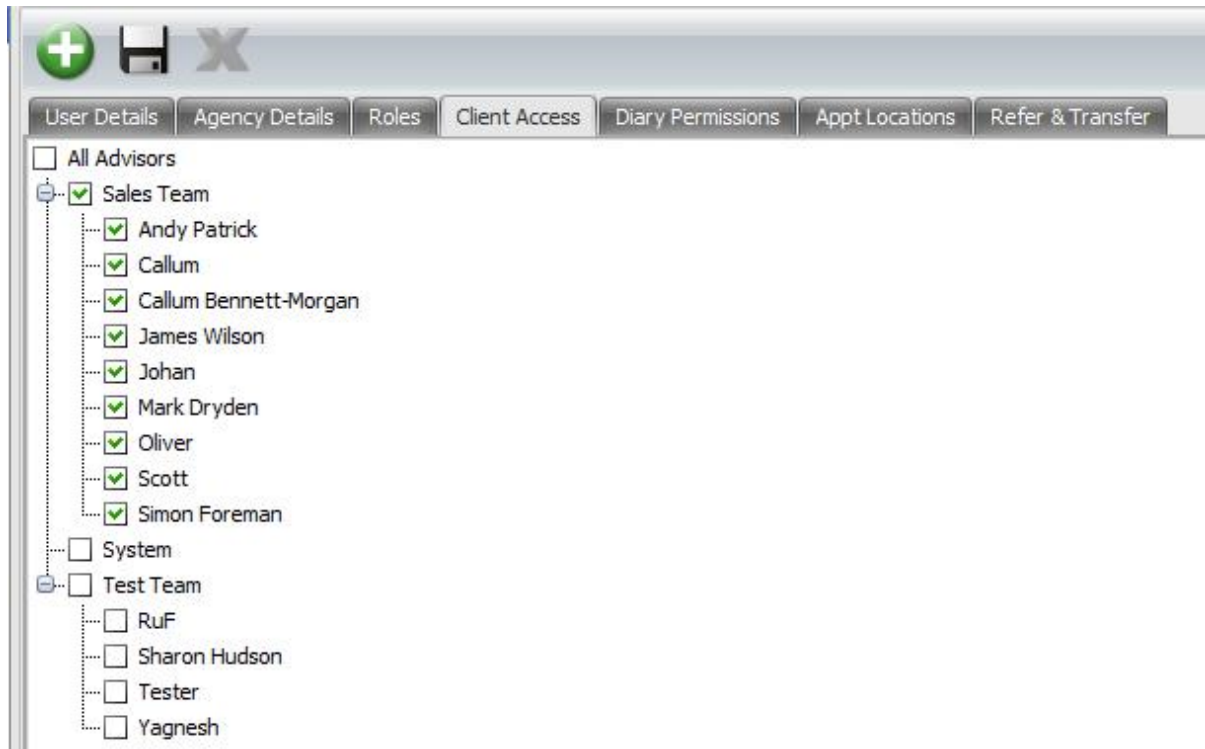 User Details Agency Details Roles Client Access Diary Permissions Appt Locations Refer & Transfer
All Advisors
Sales Team
Andy Patrick
Callum
Callum Bennett-Morgan
James Wilson
Johan
Mark Dryden
Oliver
Scott
Simon Foreman
System
Test Team
RuF
Sharon Hudson
Tester
Yagnesh